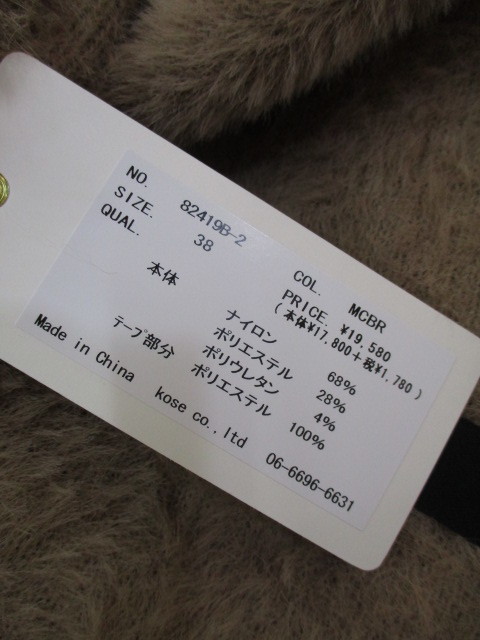 NO. 82419B-2 COL. MCBR
SIZE. 38 PRICE. ¥19,580
QUAL. (本体¥17,800+税¥1,780)
本体 ナイロン 68%
ポリエステル 28%
ポリウレタン 4%
テープ部分 ポリエステル 100%
Made in China kose co.,ltd 06-6696-6631